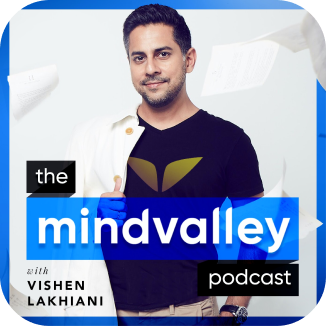 the
mindvalley
podcast
with
VISHEN
LAKHIANI